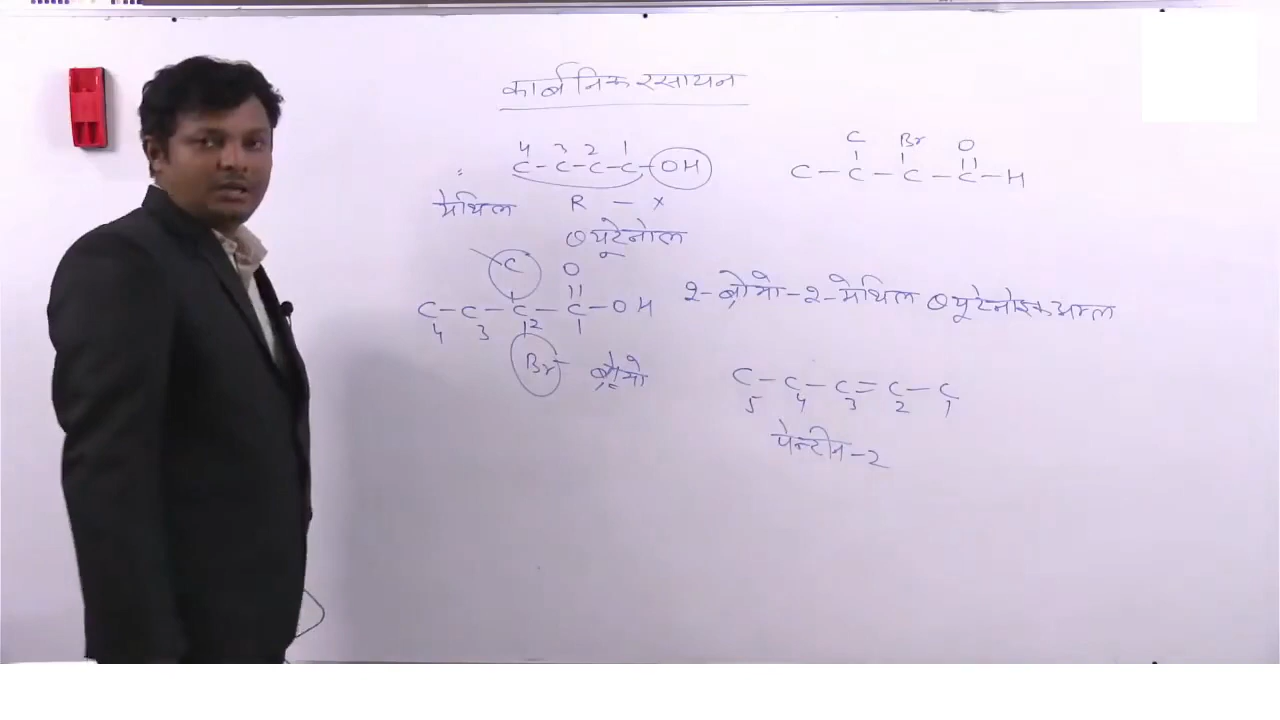 कार्बनिक रसायन
4 3 2 1
C-C-C-C-OH
मेथिल R - X
ब्यूटेनोल
C Br O
C-C-C-C-H
C O
C-C-C-C-OH
4 3 2 1
Br ब्रोमो
2-ब्रोमो-2-मेथिल ब्यूटेनोइक अम्ल
C-C-C=C-C
5 4 3 2 1
पेन्टीन-2